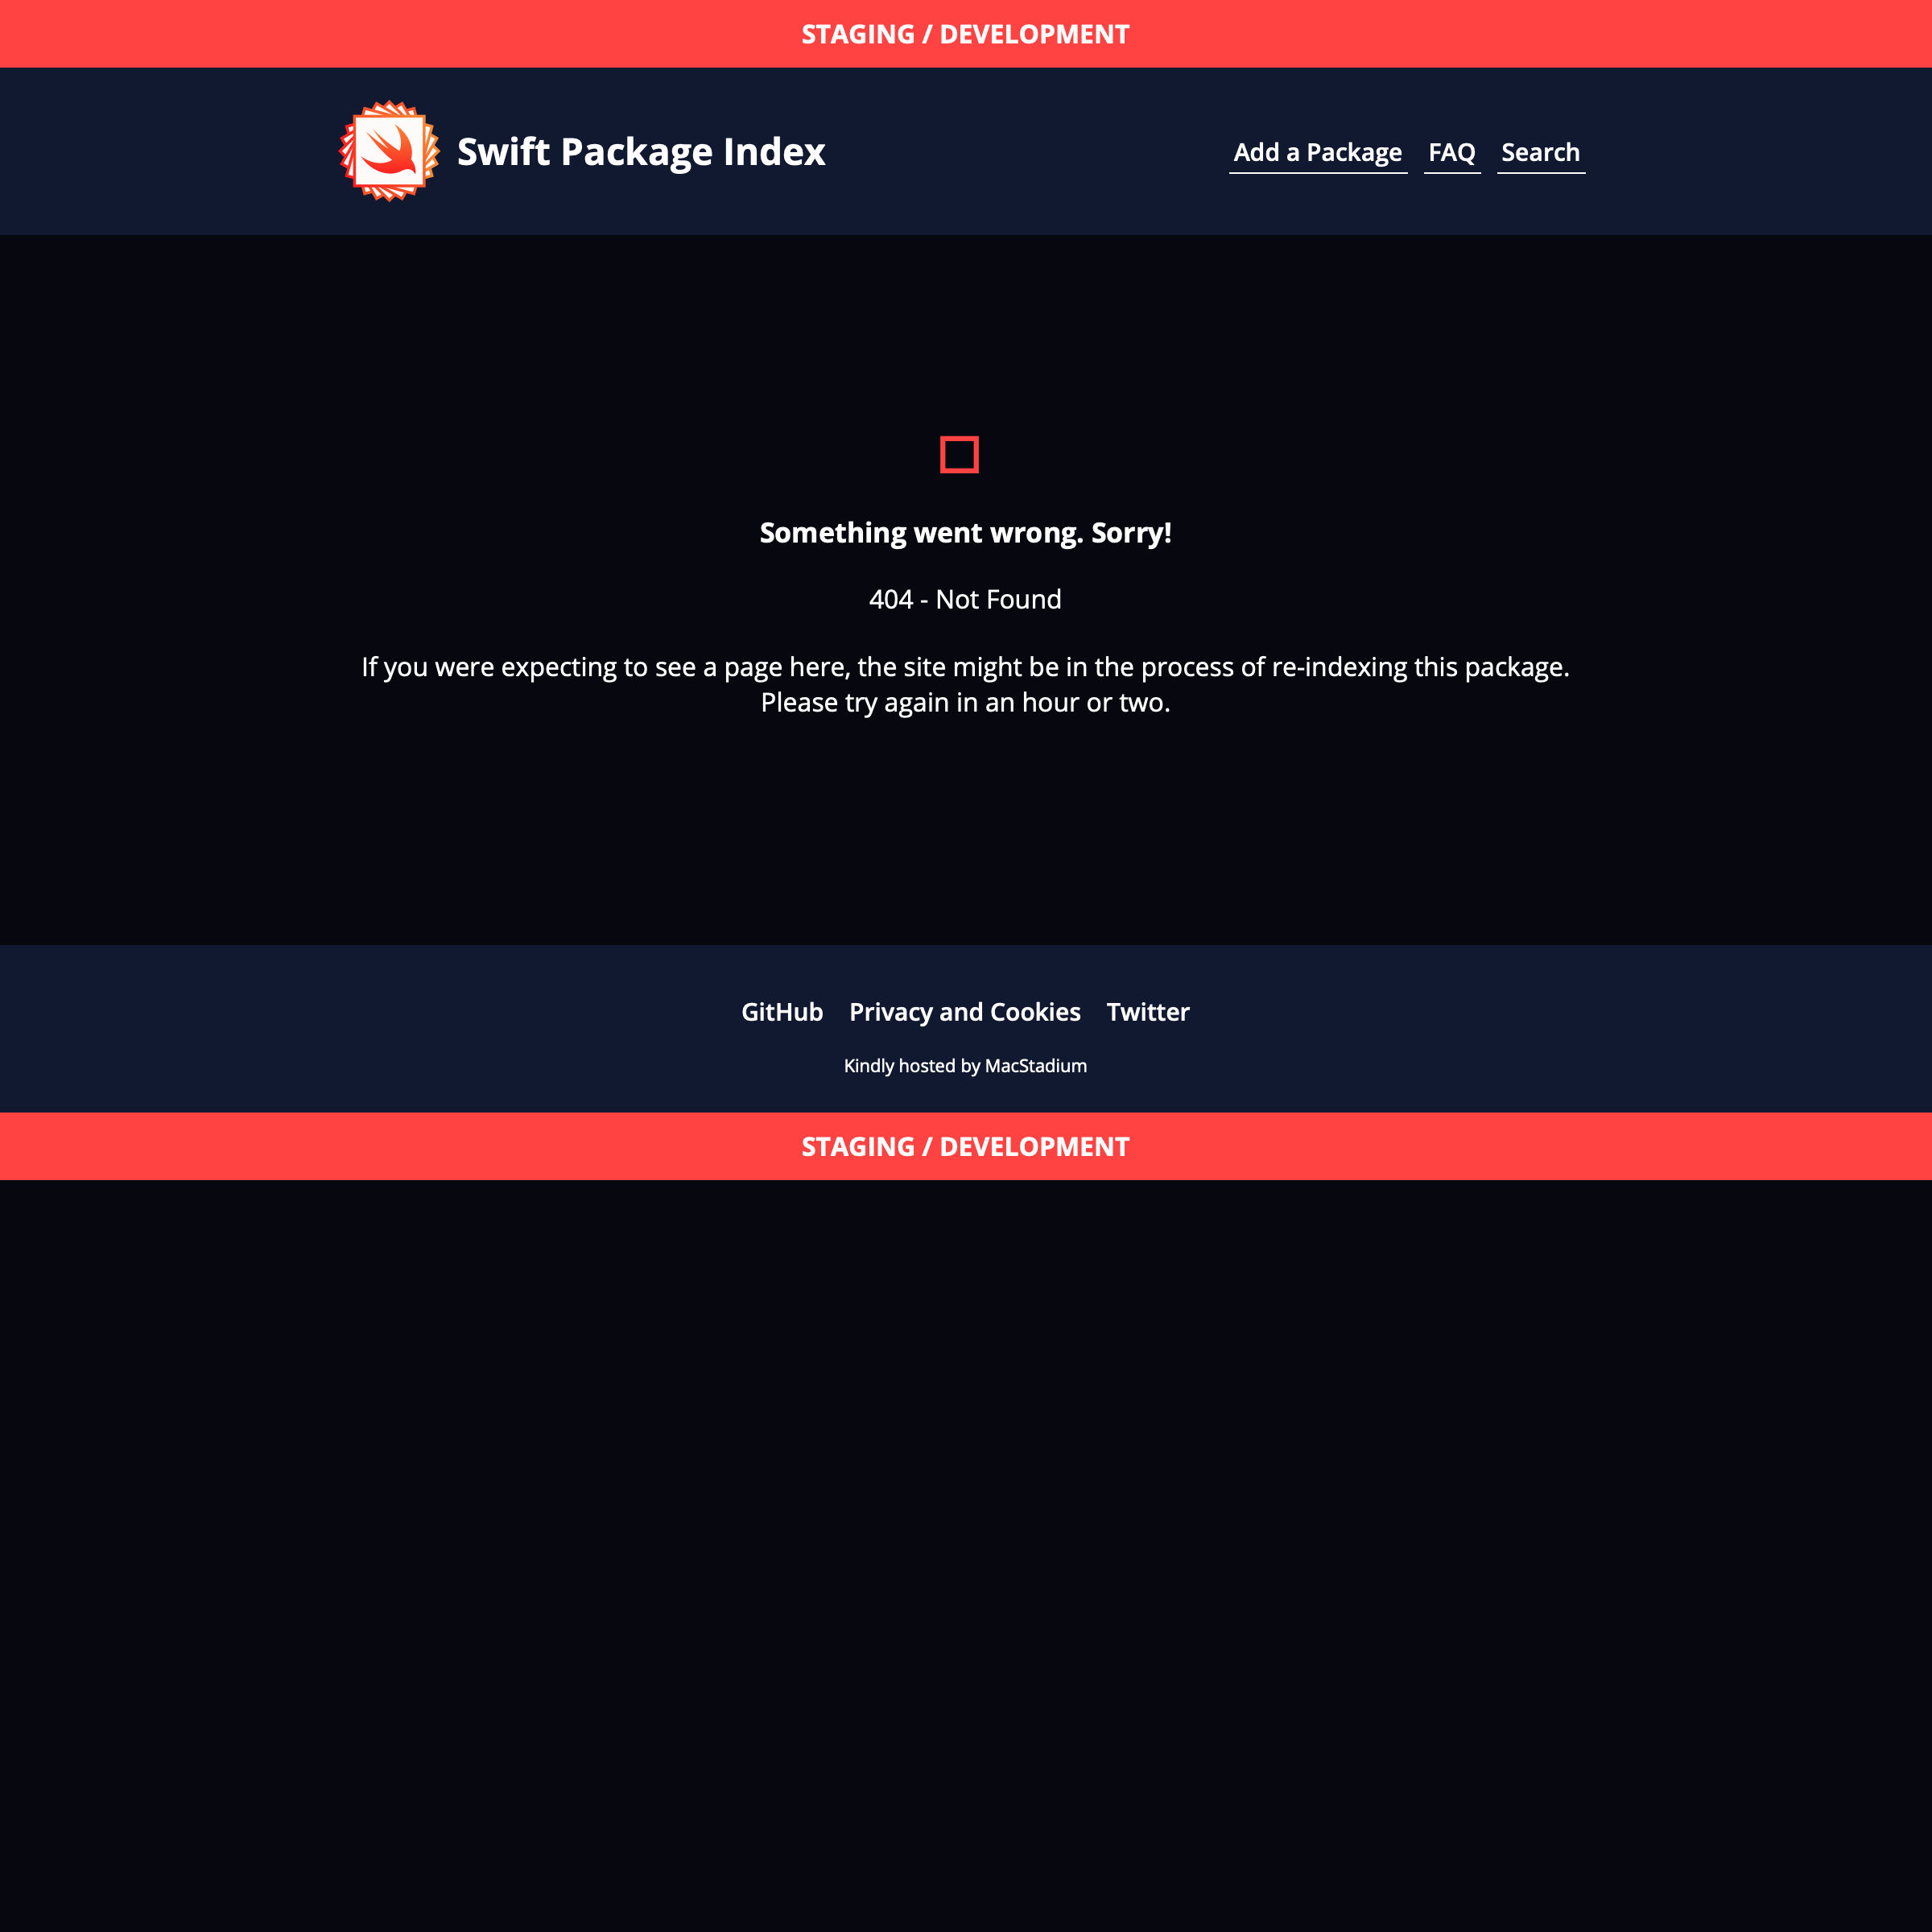 STAGING / DEVELOPMENT
Swift Package Index
Add a Package FAQ Search
Something went wrong. Sorry!
404 - Not Found
If you were expecting to see a page here, the site might be in the process of re-indexing this package.
Please try again in an hour or two.
GitHub Privacy and Cookies Twitter
Kindly hosted by MacStadium
STAGING / DEVELOPMENT